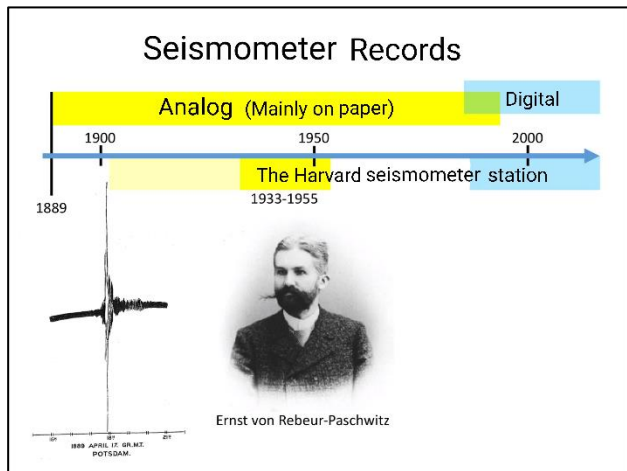 Seismometer Records
Analog (Mainly on paper)
Digital
1900
1950
2000
The Harvard seismometer station
1889
1933-1955
Ernst von Rebeur-Paschwitz
1889 APRIL 17. GR.M.T.
POTSDAM.